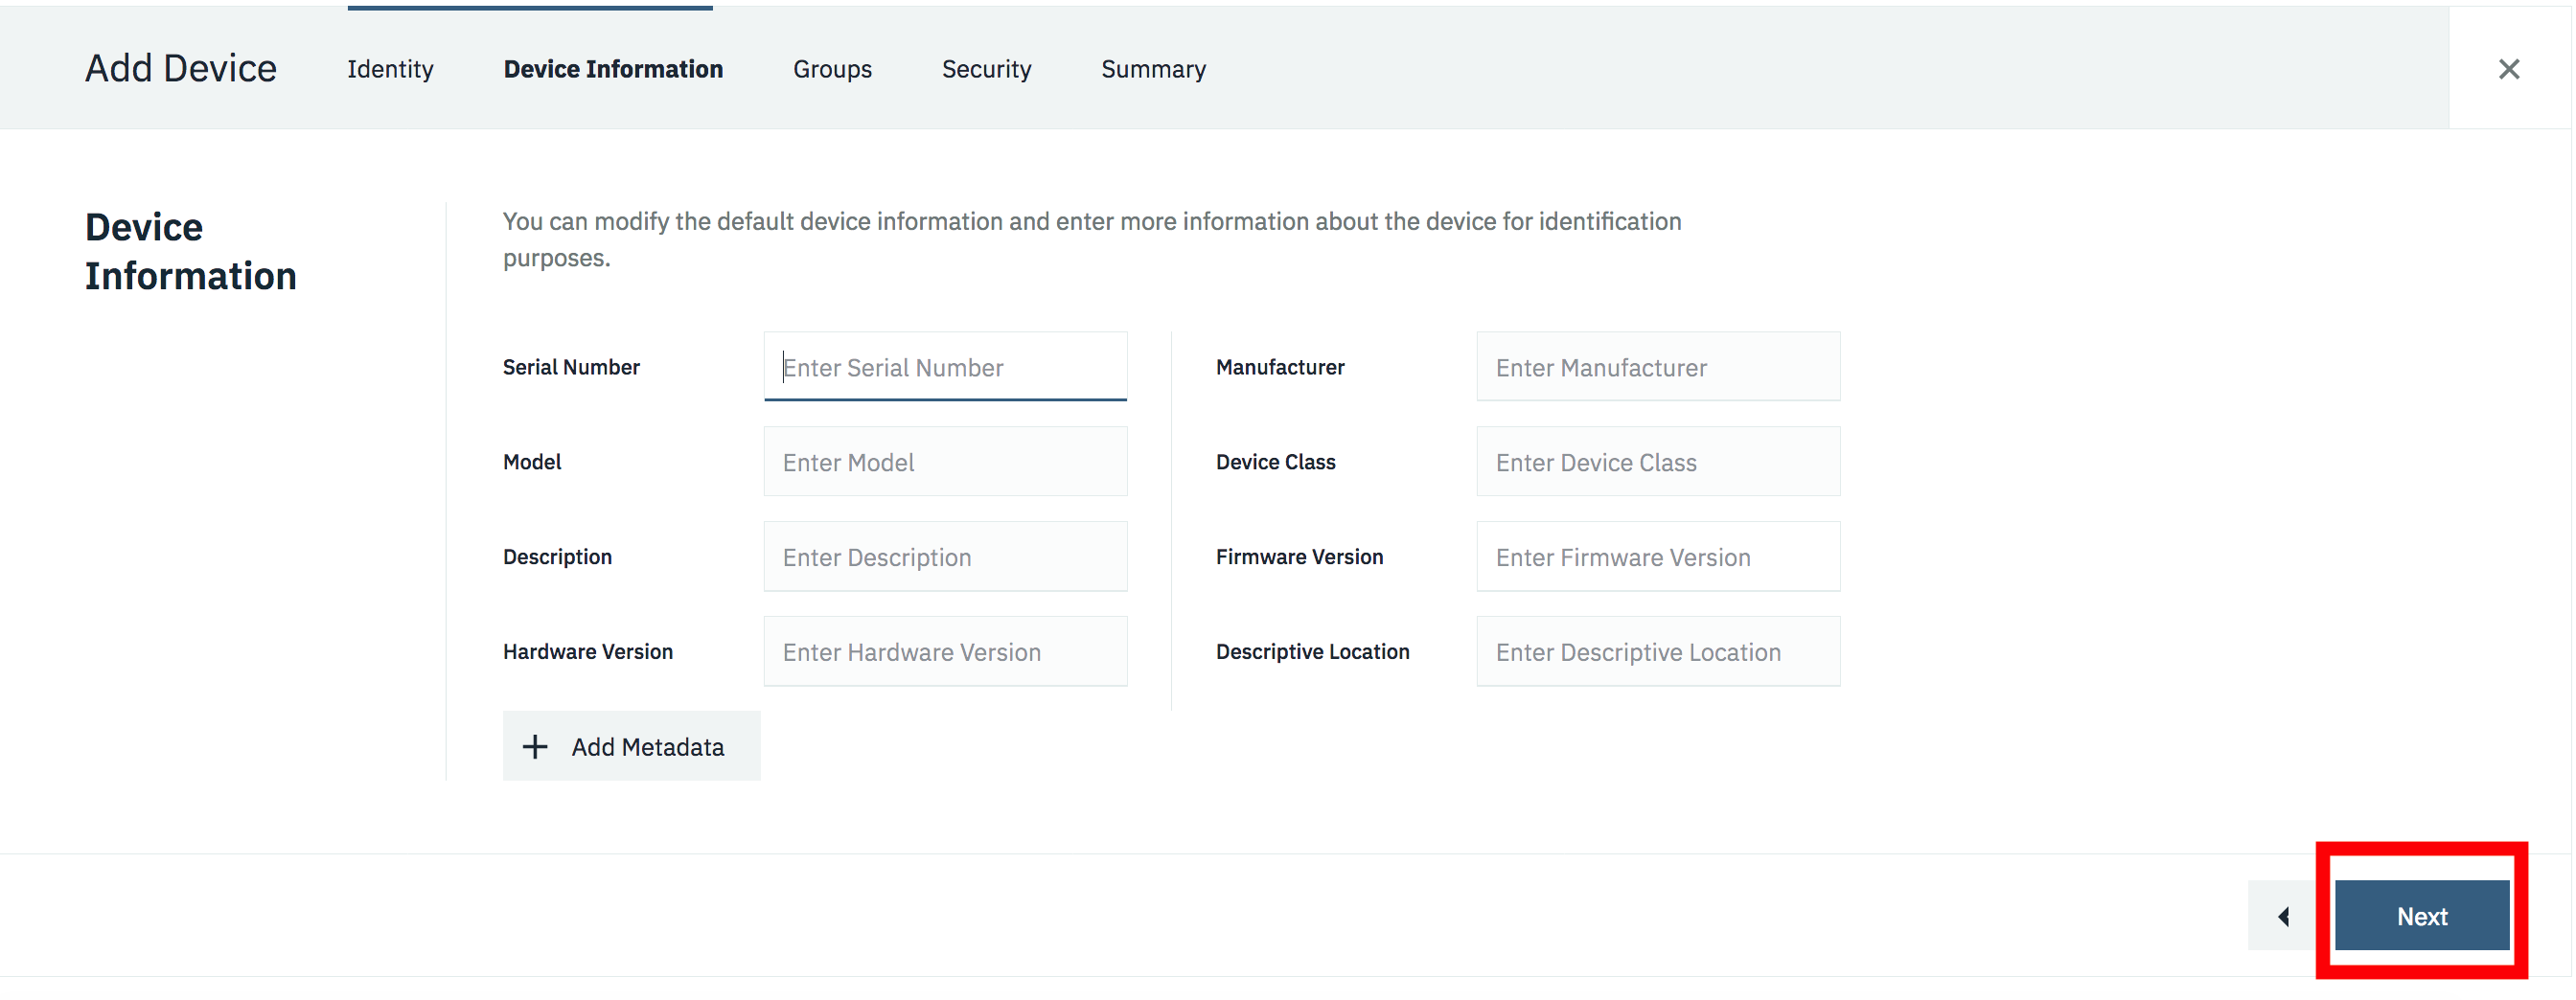 Add Device Identity Device Information Groups Security Summary
Device
Information
You can modify the default device information and enter more information about the device for identification
purposes.
Serial Number Enter Serial Number Manufacturer Enter Manufacturer
Model Enter Model Device Class Enter Device Class
Description Enter Description Firmware Version Enter Firmware Version
Hardware Version Enter Hardware Version Descriptive Location Enter Descriptive Location
Add Metadata
Next